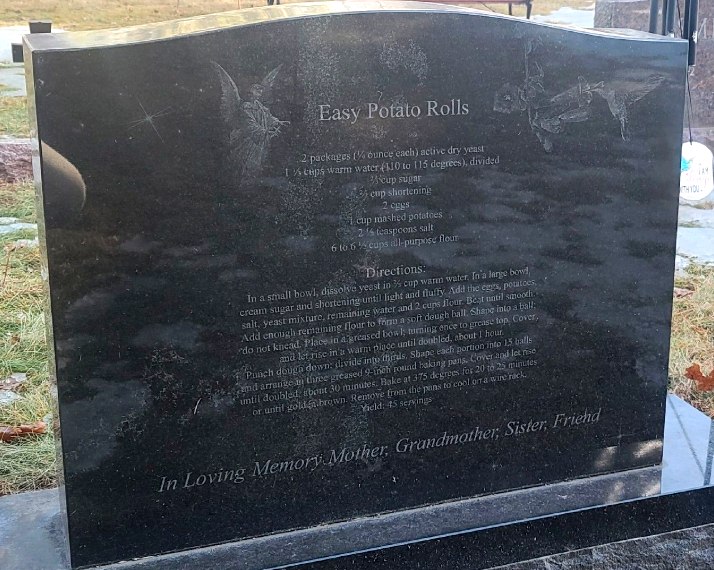 Easy Potato Rolls
2 packages (¼ ounce each) active dry yeast
1 ⅓ cups warm water (110 to 115 degrees), divided
⅔ cup sugar
⅔ cup shortening
2 eggs
1 cup mashed potatoes
2 ½ teaspoons salt
6 to 6 ½ cups all-purpose flour
Directions:
In a small bowl, dissolve yeast in ⅔ cup warm water. In a large bowl,
cream sugar and shortening until light and fluffy. Add the eggs, potatoes,
salt, yeast mixture, remaining water and 2 cups flour. Beat until smooth.
Add enough remaining flour to form a soft dough ball. Shape into a ball;
do not knead. Place in a greased bowl; turning once to grease top. Cover,
and let rise in a warm place until doubled, about 1 hour.
Punch dough down; divide into thirds. Shape each portion into 15 balls
and arrange in three greased 9-inch round baking pans. Cover and let rise
until doubled, about 30 minutes. Bake at 375 degrees for 20 to 25 minutes
or until golden brown. Remove from the pans to cool on a wire rack.
Yield: 45 servings
In Loving Memory Mother, Grandmother, Sister, Friend
YOU